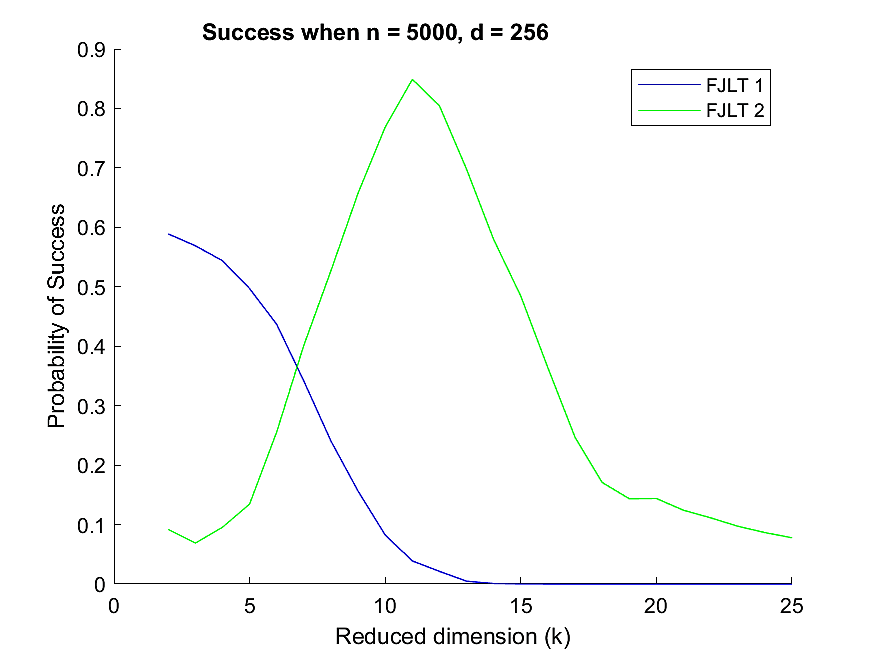 Success when n = 5000, d = 256
FJLT 1
FJLT 2
Probability of Success
0.9
0.8
0.7
0.6
0.5
0.4
0.3
0.2
0.1
0
0 5 10 15 20 25
Reduced dimension (k)